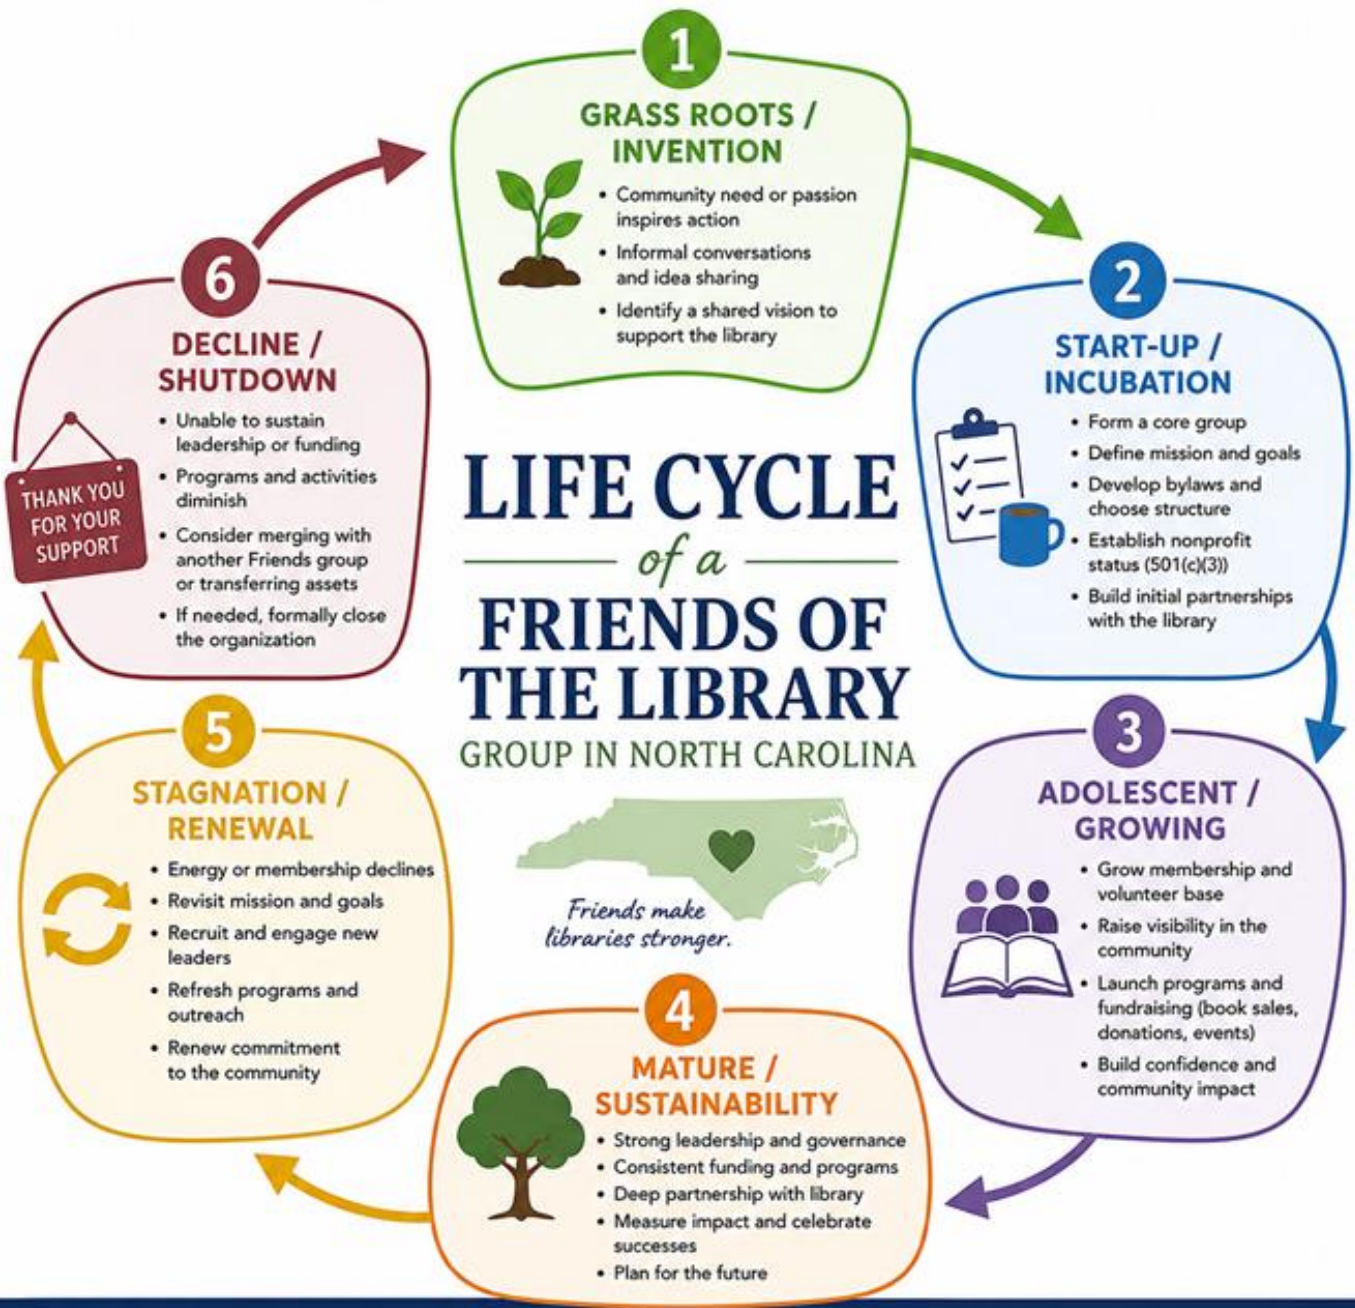 1
GRASS ROOTS /
INVENTION
• Community need or passion
inspires action
• Informal conversations
and idea sharing
• Identify a shared vision to
support the library
2
START-UP /
INCUBATION
• Form a core group
• Define mission and goals
• Develop bylaws and
choose structure
• Establish nonprofit
status (501(c)(3))
• Build initial partnerships
with the library
3
ADOLESCENT /
GROWING
• Grow membership and
volunteer base
• Raise visibility in the
community
• Launch programs and
fundraising (book sales,
donations, events)
• Build confidence and
community impact
4
MATURE /
SUSTAINABILITY
• Strong leadership and governance
• Consistent funding and programs
• Deep partnership with library
• Measure impact and celebrate
successes
• Plan for the future
5
STAGNATION /
RENEWAL
• Energy or membership declines
• Revisit mission and goals
• Recruit and engage new
leaders
• Refresh programs and
outreach
• Renew commitment
to the community
6
DECLINE /
SHUTDOWN
• Unable to sustain
leadership or funding
• Programs and activities
diminish
• Consider merging with
another Friends group
or transferring assets
• If needed, formally close
the organization
THANK YOU
FOR YOUR
SUPPORT
LIFE CYCLE
of a
FRIENDS OF
THE LIBRARY
GROUP IN NORTH CAROLINA
Friends make
libraries stronger.